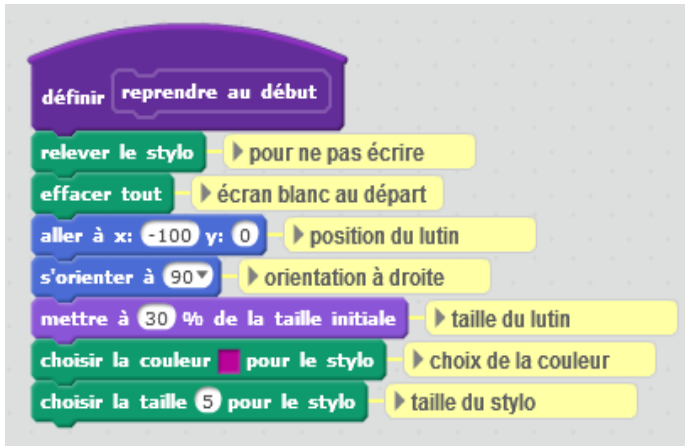 définir reprendre au début
relever le stylo pour ne pas écrire
effacer tout écran blanc au départ
aller à x: -100 y: 0 position du lutin
s'orienter à 90 orientation à droite
mettre à 30 % de la taille initiale taille du lutin
choisir la couleur pour le stylo choix de la couleur
choisir la taille 5 pour le stylo taille du stylo